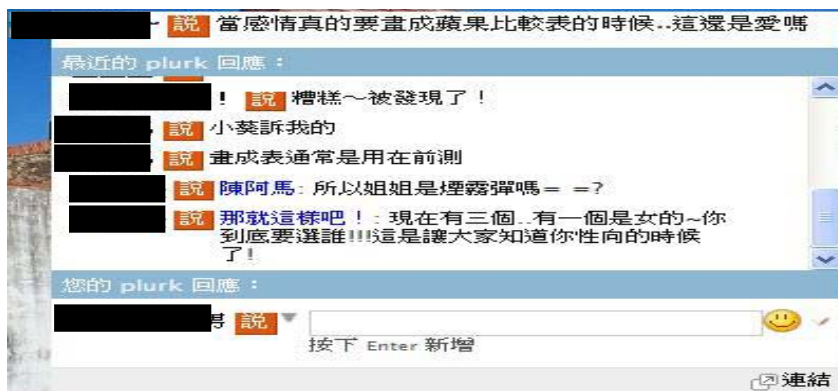 說 當感情真的要畫成蘋果比較表的時候..這還是愛嗎
最近的 plurk 回應：
! 說 糟糕～被發現了！
說 小葵訴我的
說 畫成表通常是用在前測
說 陳阿馬: 所以姐姐是煙霧彈嗎= =?
說 那就這樣吧！: 現在有三個..有一個是女的~你
到底要選誰!!!這是讓大家知道你性向的時候
了!
您的 plurk 回應：
說
按下 Enter 新增
連結